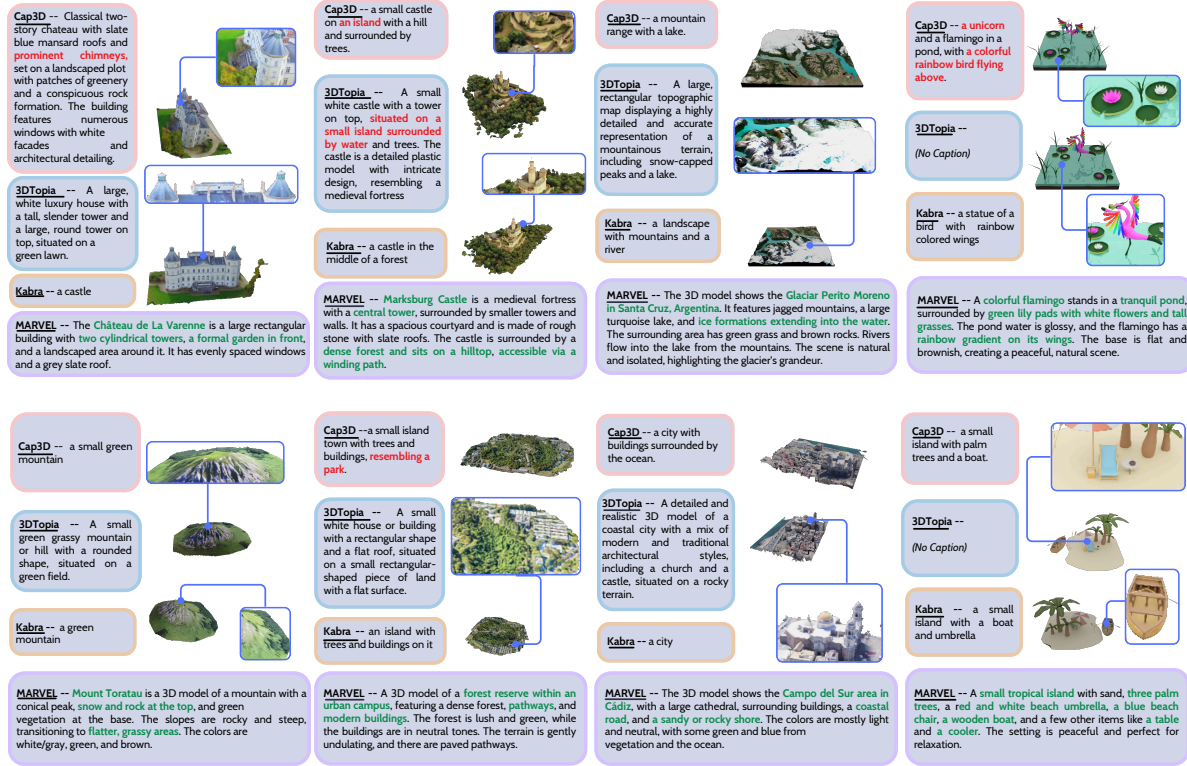 Cap3D -- Classical two-
story chateau with slate
blue mansard roofs and
prominent chimneys,
set on a landscaped plot
with patches of greenery
and a conspicuous rock
formation. The building
features numerous
windows with white
facades and
architectural detailing.
3DTopia -- A large,
white luxury house with
a tall, slender tower and
a large, round tower on
top, situated on a
green lawn.
Kabra -- a castle
MARVEL -- The Château de La Varenne is a large rectangular
building with two cylindrical towers, a formal garden in front,
and a landscaped area around it. It has evenly spaced windows
and a grey slate roof.
Cap3D -- a small castle
on an island with a hill
and surrounded by
trees.
3DTopia -- A small
white castle with a tower
on top, situated on a
small island surrounded
by water and trees. The
castle is a detailed plastic
model with intricate
design, resembling a
medieval fortress
Kabra -- a castle in the
middle of a forest
MARVEL -- Marksburg Castle is a medieval fortress
with a central tower, surrounded by smaller towers and
walls. It has a spacious courtyard and is made of rough
stone with slate roofs. The castle is surrounded by a
dense forest and sits on a hilltop, accessible via a
winding path.
Cap3D -- a mountain
range with a lake.
3DTopia -- A large,
rectangular topographic
map displaying a highly
detailed and accurate
representation of a
mountainous terrain,
including snow-capped
peaks and a lake.
Kabra -- a landscape
with mountains and a
river
MARVEL -- The 3D model shows the Glaciar Perito Moreno
in Santa Cruz, Argentina. It features jagged mountains, a large
turquoise lake, and ice formations extending into the water.
The surrounding area has green grass and brown rocks. Rivers
flow into the lake from the mountains. The scene is natural
and isolated, highlighting the glacier's grandeur.
Cap3D -- a unicorn
and a flamingo in a
pond, with a colorful
rainbow bird flying
above.
3DTopia --
(No Caption)
Kabra -- a statue of a
bird with rainbow
colored wings
MARVEL -- A colorful flamingo stands in a tranquil pond,
surrounded by green lily pads with white flowers and tall
grasses. The pond water is glossy, and the flamingo has a
rainbow gradient on its wings. The base is flat and
brownish, creating a peaceful, natural scene.
Cap3D -- a small green
mountain
3DTopia -- A small
green grassy mountain
or hill with a rounded
shape, situated on a
green field.
Kabra -- a green
mountain
MARVEL -- Mount Toratau is a 3D model of a mountain with a
conical peak, snow and rock at the top, and green
vegetation at the base. The slopes are rocky and steep,
transitioning to flatter, grassy areas. The colors are
white/gray, green, and brown.
Cap3D --a small island
town with trees and
buildings, resembling a
park.
3DTopia -- A small
white house or building
with a rectangular shape
and a flat roof, situated
on a small rectangular-
shaped piece of land
with a flat surface.
Kabra -- an island with
trees and buildings on it
MARVEL -- A 3D model of a forest reserve within an
urban campus, featuring a dense forest, pathways, and
modern buildings. The forest is lush and green, while
the buildings are in neutral tones. The terrain is gently
undulating, and there are paved pathways.
Cap3D -- a city with
buildings surrounded by
the ocean.
3DTopia -- A detailed and
realistic 3D model of a
coastal city with a mix of
modern and traditional
architectural styles,
including a church and a
castle, situated on a rocky
terrain.
Kabra -- a city
MARVEL -- The 3D model shows the Campo del Sur area in
Cádiz, with a large cathedral, surrounding buildings, a coastal
road, and a sandy or rocky shore. The colors are mostly light
and neutral, with some green and blue from
vegetation and the ocean.
Cap3D -- a small
island with palm
trees and a boat.
3DTopia --
(No Caption)
Kabra -- a small
island with a boat
and umbrella
MARVEL -- A small tropical island with sand, three palm
trees, a red and white beach umbrella, a blue beach
chair, a wooden boat, and a few other items like a table
and a cooler. The setting is peaceful and perfect for
relaxation.